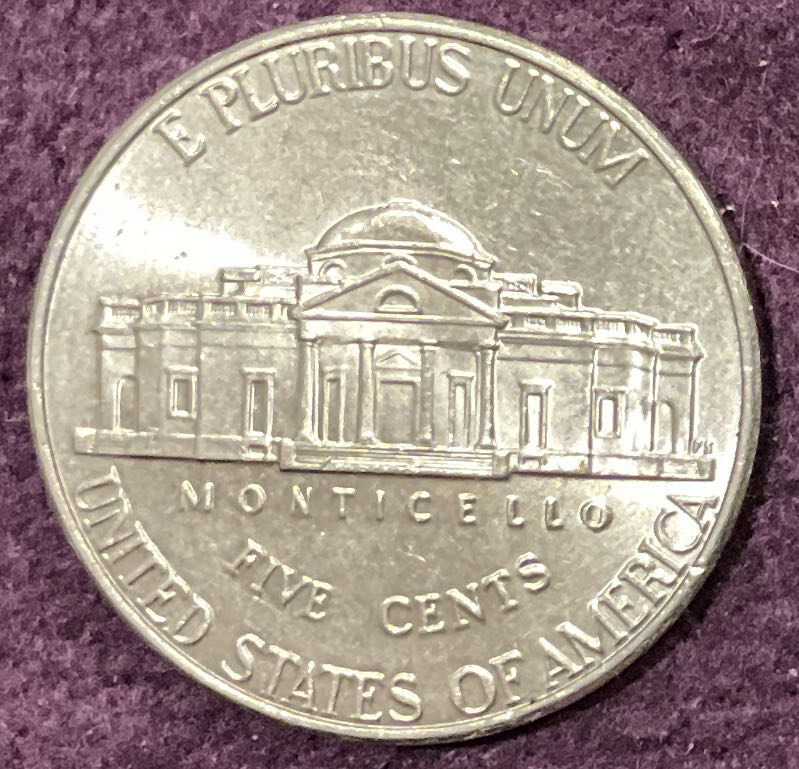 E PLURIBUS UNUM
MONTICELLO
FIVE CENTS
UNITED STATES OF AMERICA